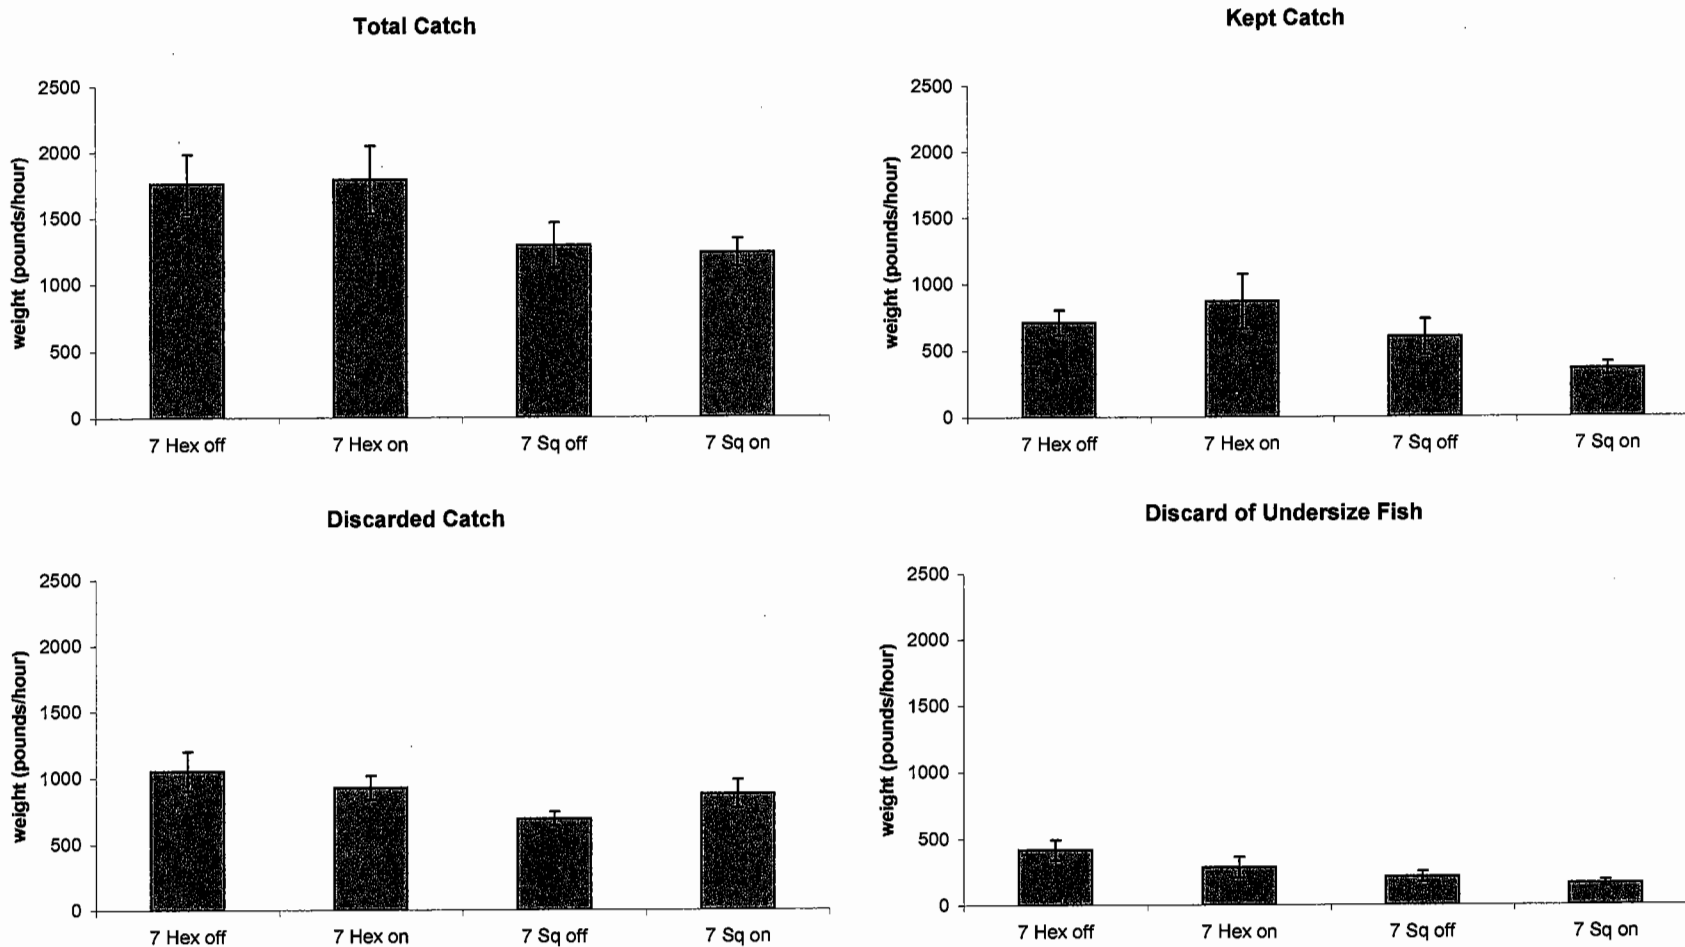 Total Catch
weight (pounds/hour)
2500
2000
1500
1000
500
0
7 Hex off
7 Hex on
7 Sq off
7 Sq on
Kept Catch
weight (pounds/hour)
2500
2000
1500
1000
500
0
7 Hex off
7 Hex on
7 Sq off
7 Sq on
Discarded Catch
weight (pounds/hour)
2500
2000
1500
1000
500
0
7 Hex off
7 Hex on
7 Sq off
7 Sq on
Discard of Undersize Fish
weight (pounds/hour)
2500
2000
1500
1000
500
0
7 Hex off
7 Hex on
7 Sq off
7 Sq on